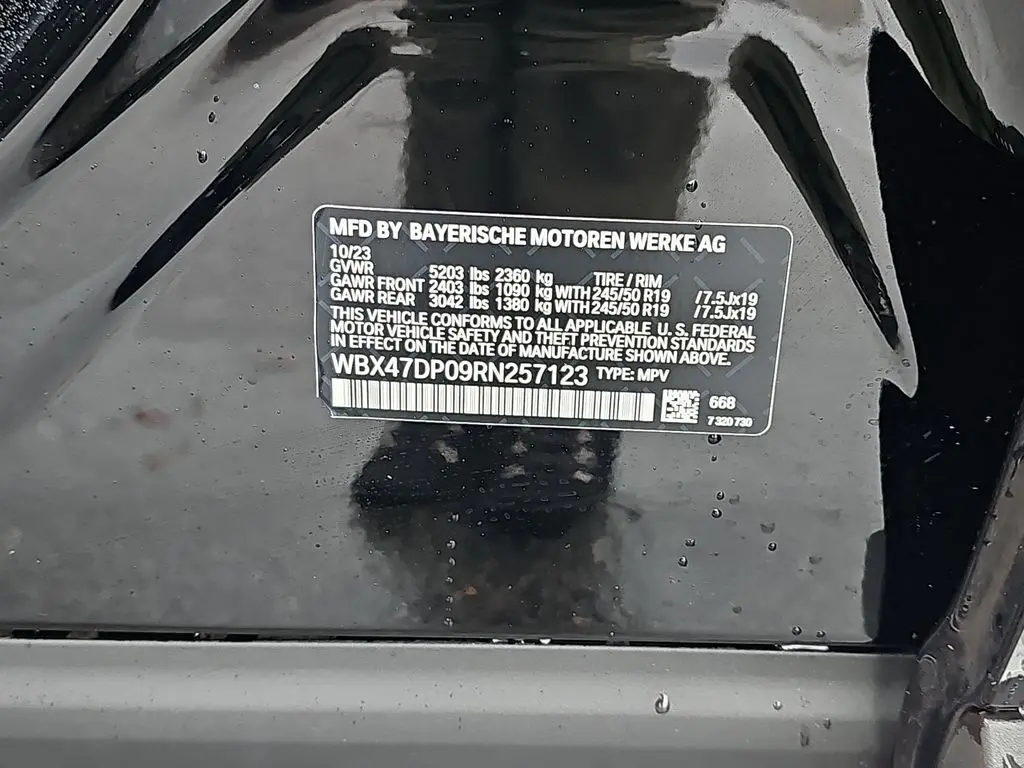 MFD BY BAYERISCHE MOTOREN WERKE AG
10/23
GVWR 5203 lbs 2360 kg TIRE / RIM
GAWR FRONT 2403 lbs 1090 kg WITH 245/50 R19 /7.5Jx19
GAWR REAR 3042 lbs 1380 kg WITH 245/50 R19 /7.5Jx19
THIS VEHICLE CONFORMS TO ALL APPLICABLE U. S. FEDERAL
MOTOR VEHICLE SAFETY AND THEFT PREVENTION STANDARDS
IN EFFECT ON THE DATE OF MANUFACTURE SHOWN ABOVE.
WBX47DP09RN257123 TYPE: MPV
668
7 320 730